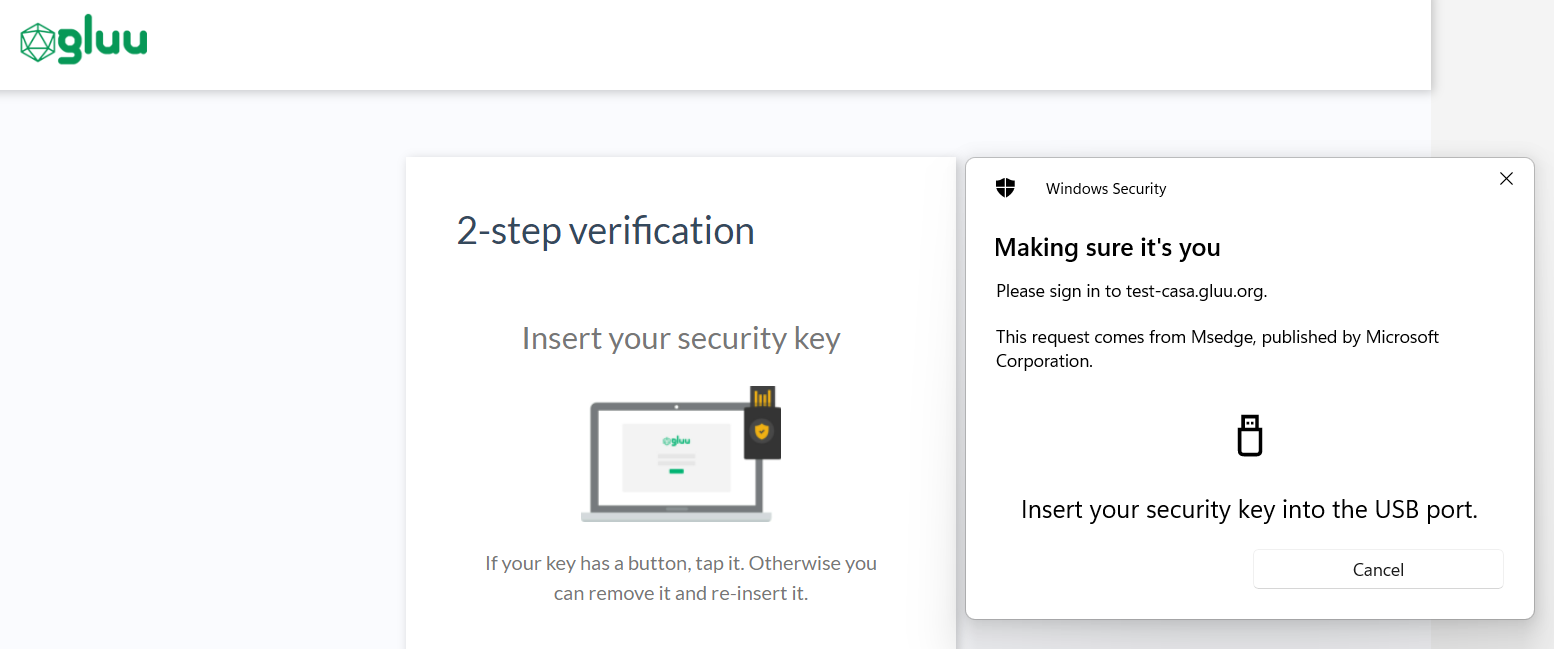 gluu
2-step verification
Insert your security key
gluu
If your key has a button, tap it. Otherwise you
can remove it and re-insert it.
Windows Security
Making sure it's you
Please sign in to test-casa.gluu.org.
This request comes from Msedge, published by Microsoft
Corporation.
Insert your security key into the USB port.
Cancel